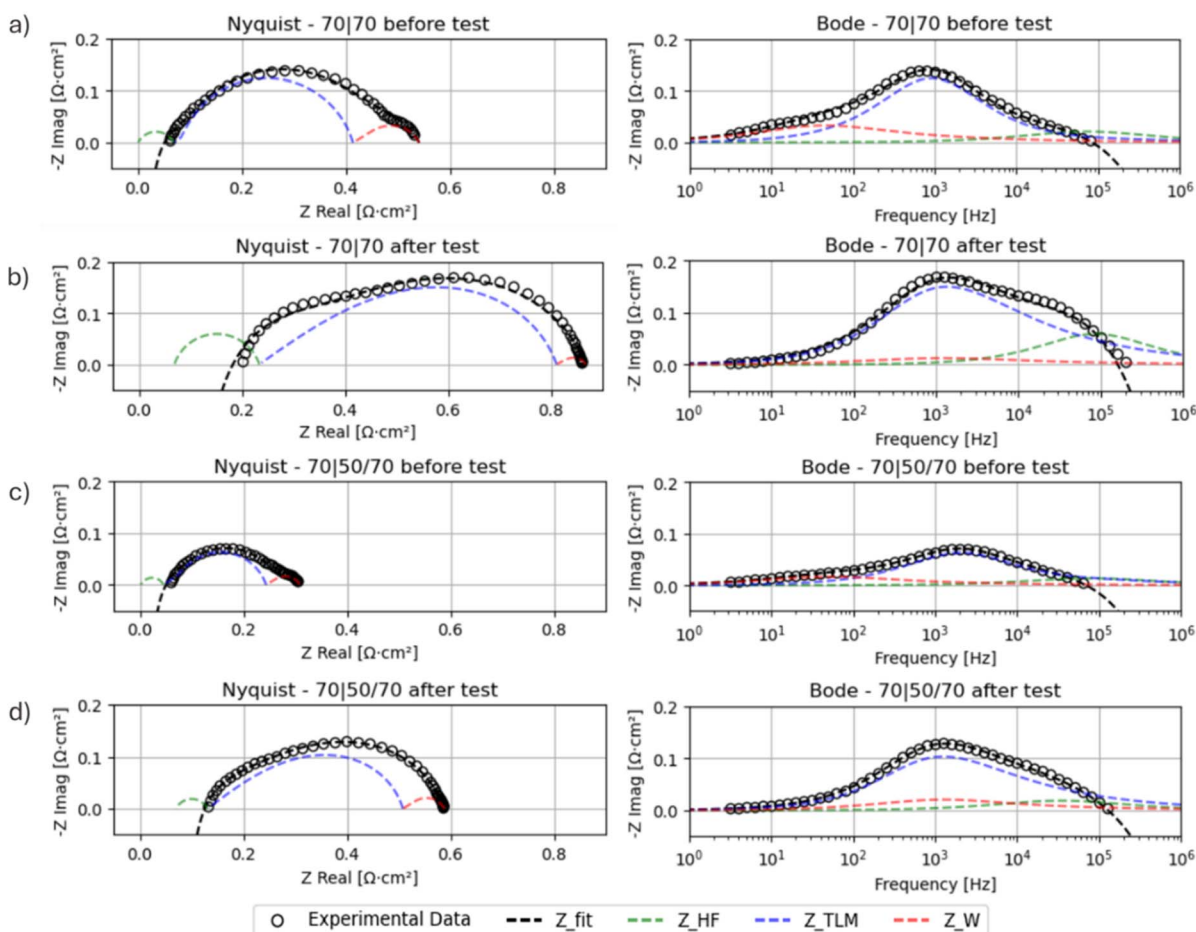 a)
Nyquist - 70|70 before test
-Z Imag [Ω·cm²]
0.2
0.1
0.0
0.0 0.2 0.4 0.6 0.8
Z Real [Ω·cm²]
Bode - 70|70 before test
-Z Imag [Ω·cm²]
0.2
0.1
0.0
10⁰ 10¹ 10² 10³ 10⁴ 10⁵ 10⁶
Frequency [Hz]
b)
Nyquist - 70|70 after test
-Z Imag [Ω·cm²]
0.2
0.1
0.0
0.0 0.2 0.4 0.6 0.8
Z Real [Ω·cm²]
Bode - 70|70 after test
-Z Imag [Ω·cm²]
0.2
0.1
0.0
10⁰ 10¹ 10² 10³ 10⁴ 10⁵ 10⁶
Frequency [Hz]
c)
Nyquist - 70|50/70 before test
-Z Imag [Ω·cm²]
0.2
0.1
0.0
0.0 0.2 0.4 0.6 0.8
Z Real [Ω·cm²]
Bode - 70|50/70 before test
-Z Imag [Ω·cm²]
0.2
0.1
0.0
10⁰ 10¹ 10² 10³ 10⁴ 10⁵ 10⁶
Frequency [Hz]
d)
Nyquist - 70|50/70 after test
-Z Imag [Ω·cm²]
0.2
0.1
0.0
0.0 0.2 0.4 0.6 0.8
Z Real [Ω·cm²]
Bode - 70|50/70 after test
-Z Imag [Ω·cm²]
0.2
0.1
0.0
10⁰ 10¹ 10² 10³ 10⁴ 10⁵ 10⁶
Frequency [Hz]
Experimental Data Z_fit Z_HF Z_TLM Z_W